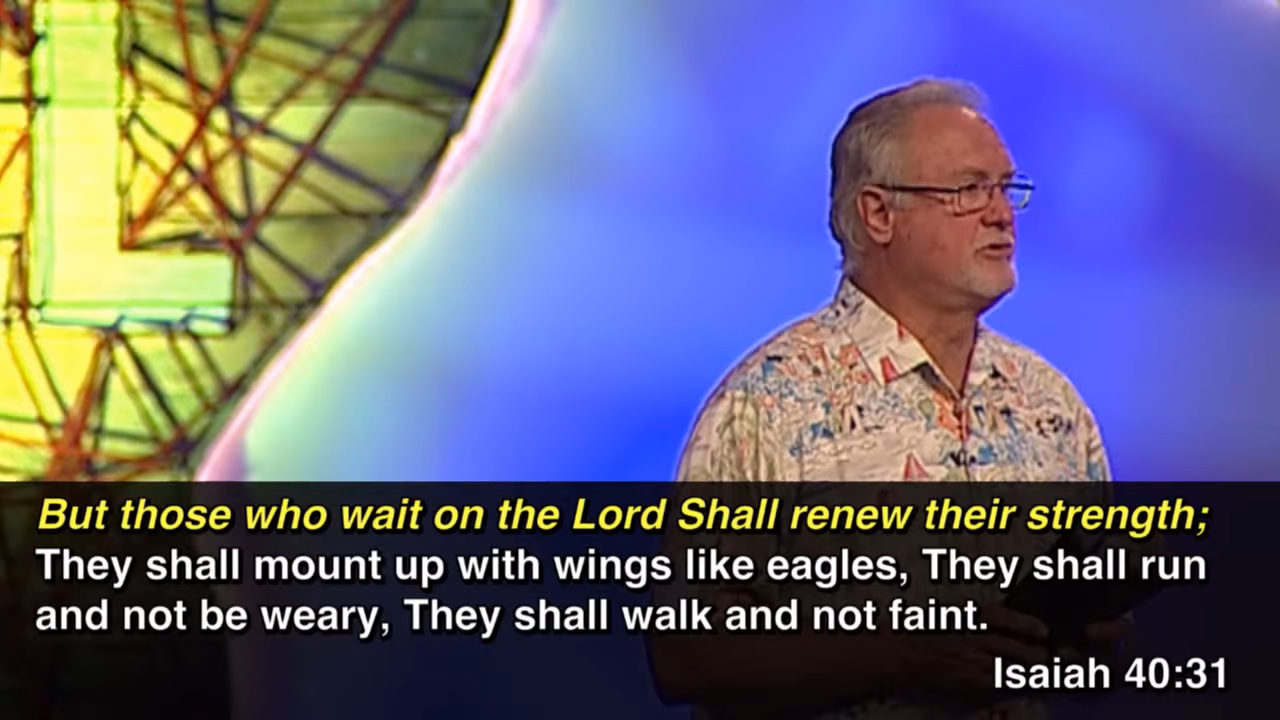 L
But those who wait on the Lord Shall renew their strength;
They shall mount up with wings like eagles, They shall run
and not be weary, They shall walk and not faint.
Isaiah 40:31